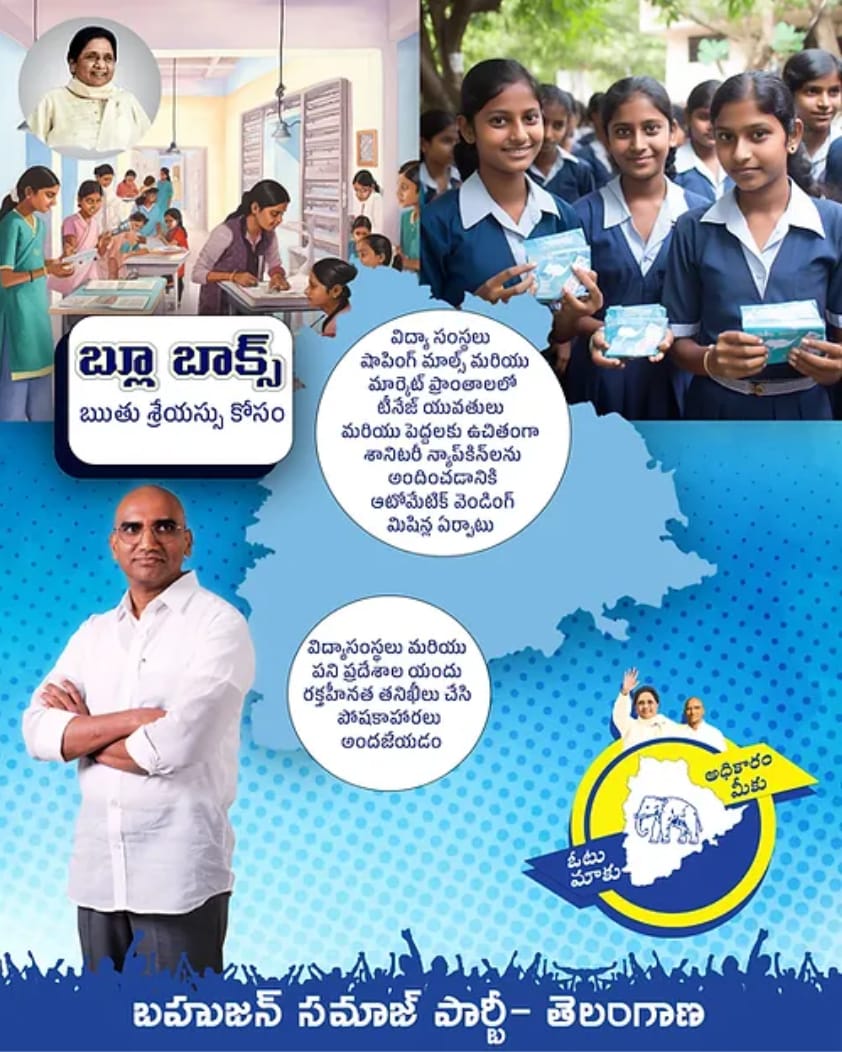 బ్లూ బాక్స్
ఋతు శ్రేయస్సు కోసం
విద్యా సంస్థలు
షాపింగ్ మాల్స్ మరియు
మార్కెట్ ప్రాంతాలలో
టీనేజ్ యువతులు
మరియు పెద్దలకు ఉచితంగా
శానిటరీ న్యాప్‌కిన్‌లను
అందించడానికి
ఆటోమేటిక్ వెండింగ్
మిషిన్ల ఏర్పాటు
విద్యాసంస్థలు మరియు
పని ప్రదేశాల యందు
రక్తహీనత తనిఖీలు చేసి
పోషకాహారలు
అందజేయడం
అధికారం
మీకు
ఓటు
మాకు
బహుజన్ సమాజ్ పార్టీ- తెలంగాణ